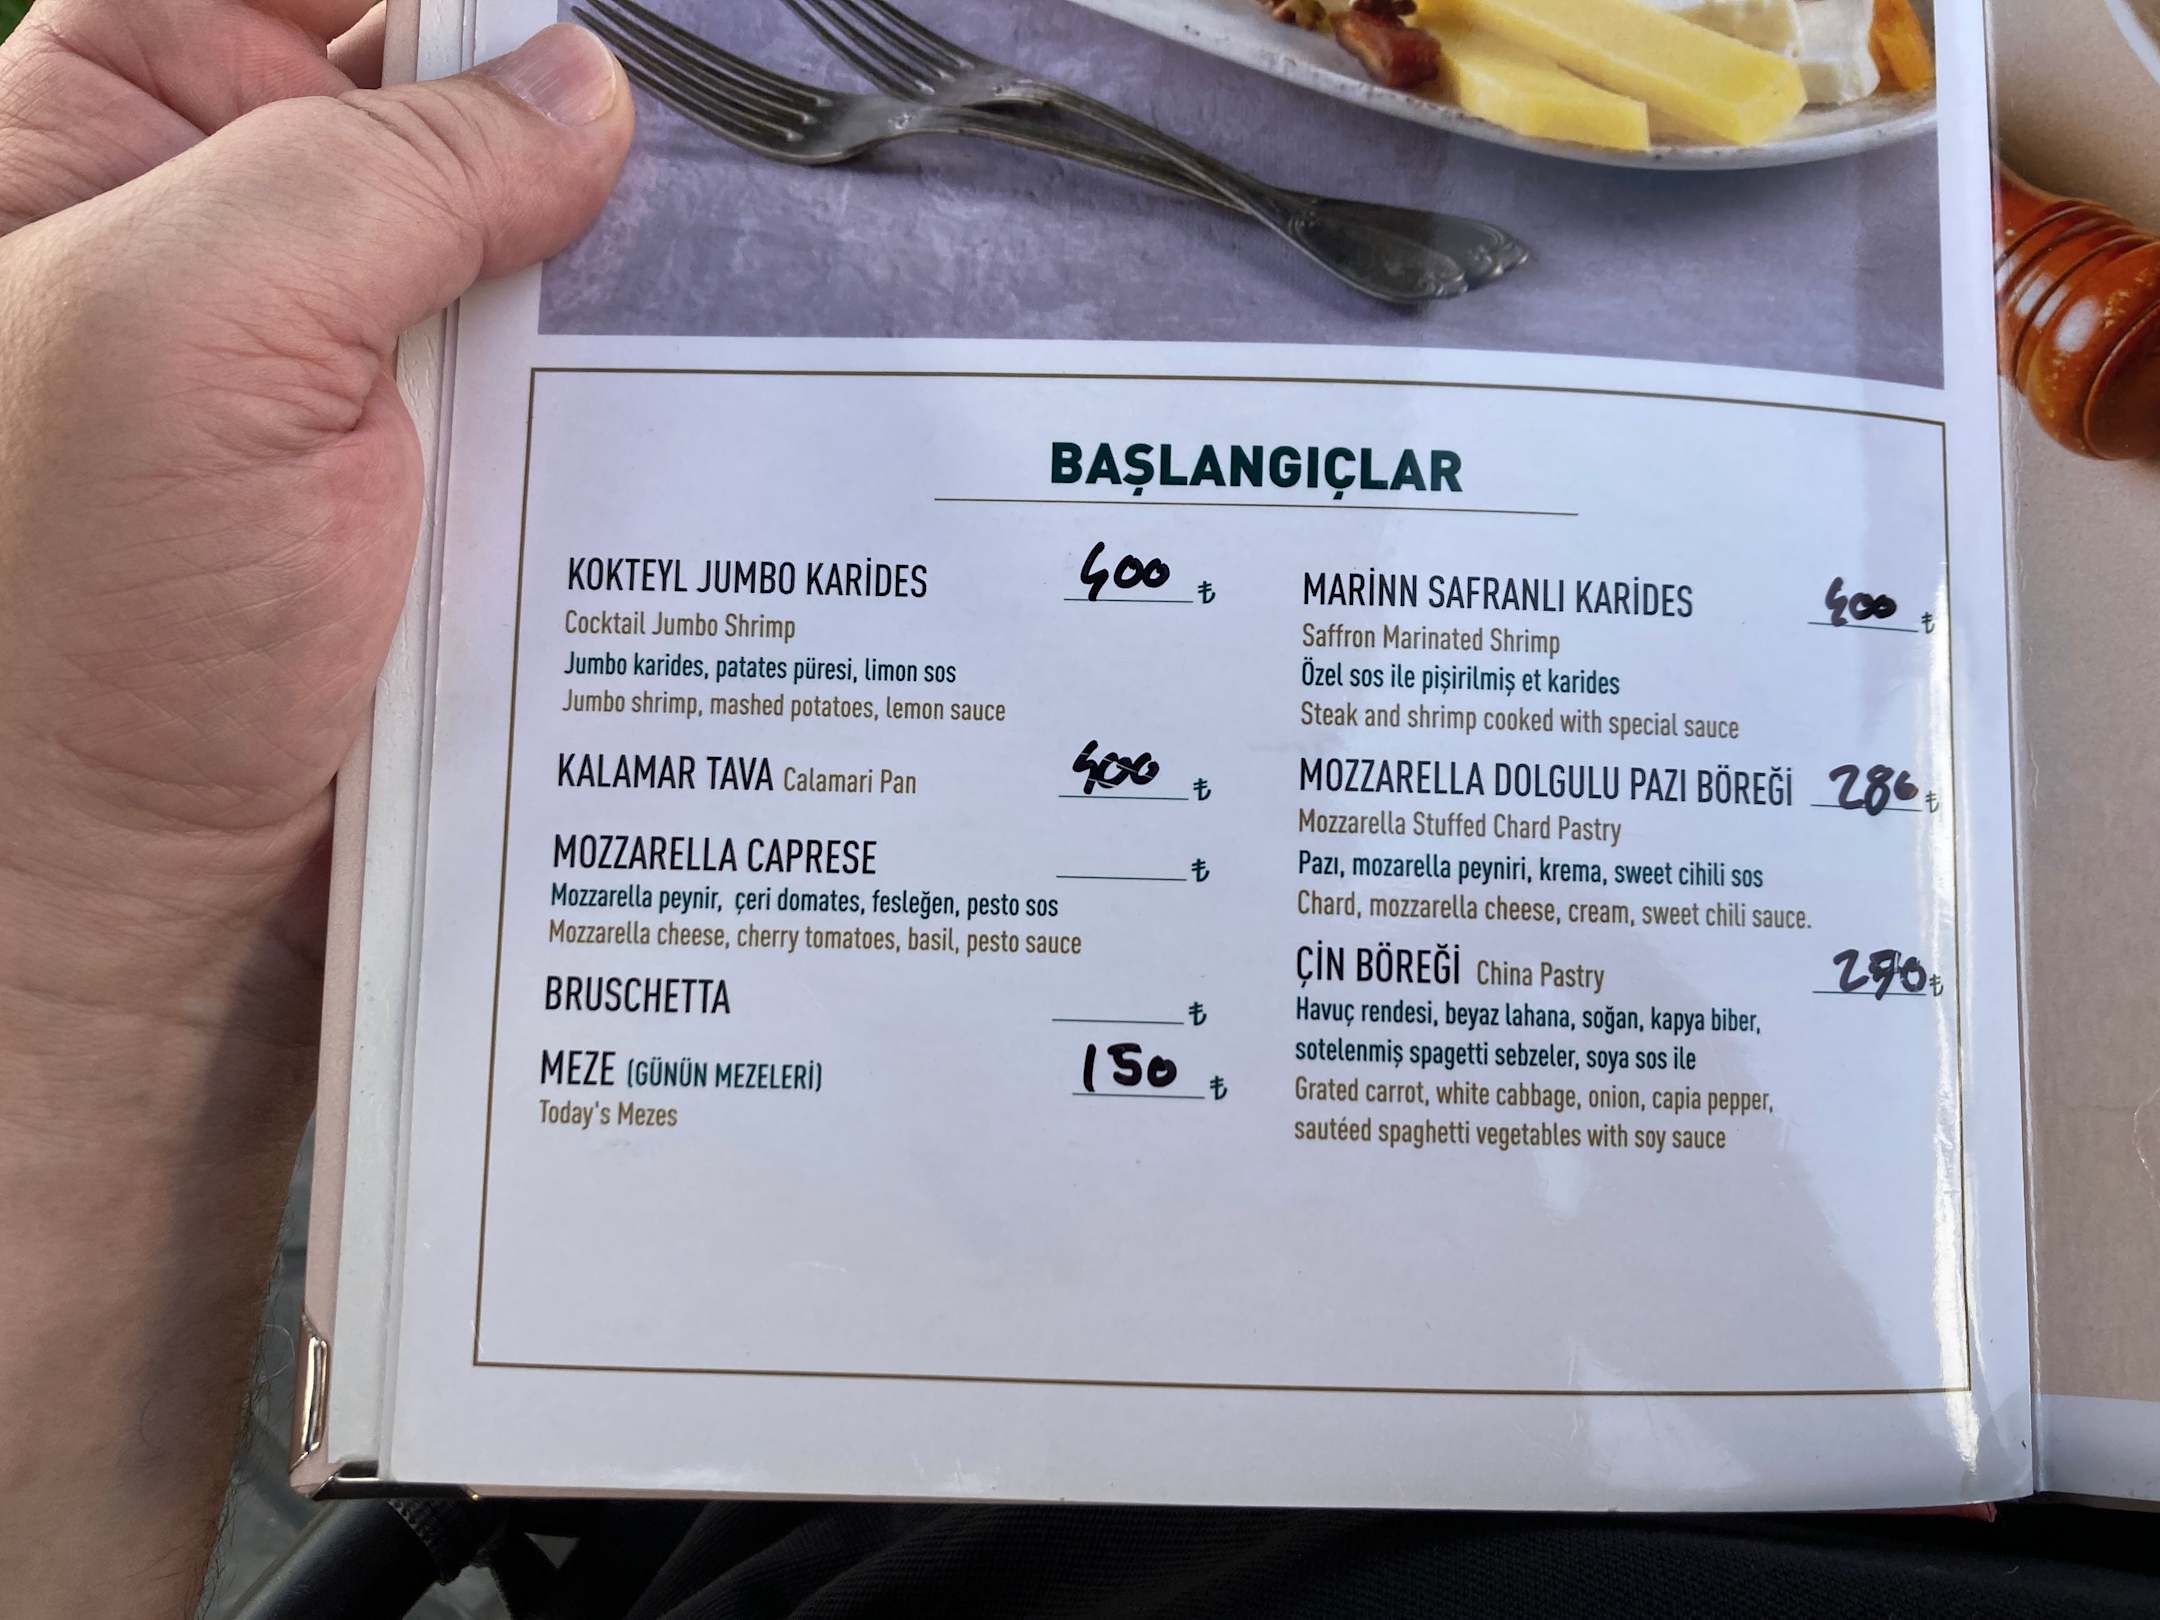 BAŞLANGIÇLAR
KOKTEYL JUMBO KARİDES 400 ₺
Cocktail Jumbo Shrimp
Jumbo karides, patates püresi, limon sos
Jumbo shrimp, mashed potatoes, lemon sauce
KALAMAR TAVA Calamari Pan 400 ₺
MOZZARELLA CAPRESE ₺
Mozzarella peynir, çeri domates, fesleğen, pesto sos
Mozzarella cheese, cherry tomatoes, basil, pesto sauce
BRUSCHETTA ₺
MEZE (GÜNÜN MEZELERİ) 150 ₺
Today's Mezes
MARİNN SAFRANLI KARİDES 400 ₺
Saffron Marinated Shrimp
Özel sos ile pişirilmiş et karides
Steak and shrimp cooked with special sauce
MOZZARELLA DOLGULU PAZI BÖREĞİ 280 ₺
Mozzarella Stuffed Chard Pastry
Pazı, mozarella peyniri, krema, sweet cihili sos
Chard, mozzarella cheese, cream, sweet chili sauce.
ÇİN BÖREĞİ China Pastry ₺
Havuç rendesi, beyaz lahana, soğan, kapya biber,
sotelenmiş spagetti sebzeler, soya sos ile
Grated carrot, white cabbage, onion, capia pepper,
sautéed spaghetti vegetables with soy sauce